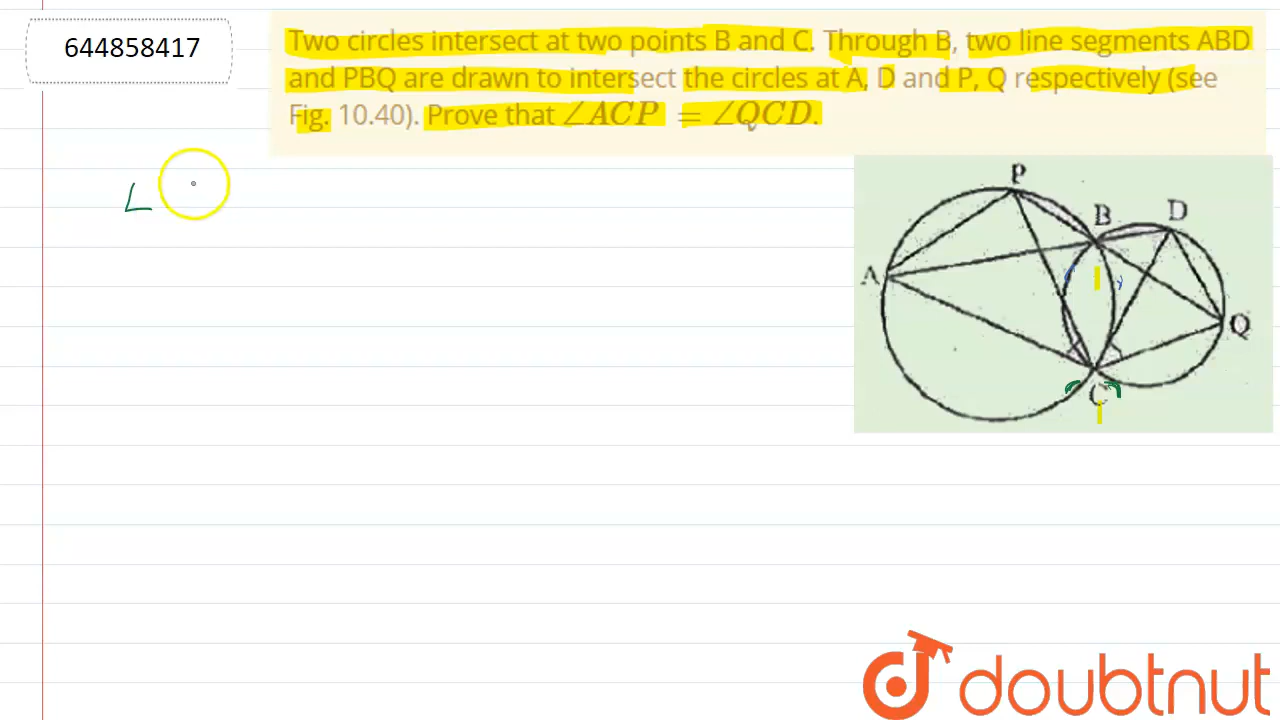 644858417
Two circles intersect at two points B and C. Through B, two line segments ABD
and PBQ are drawn to intersect the circles at A, D and P, Q respectively (see
Fig. 10.40). Prove that ∠ACP = ∠QCD.
∠
P
B
D
A
Q
C
doubtnut